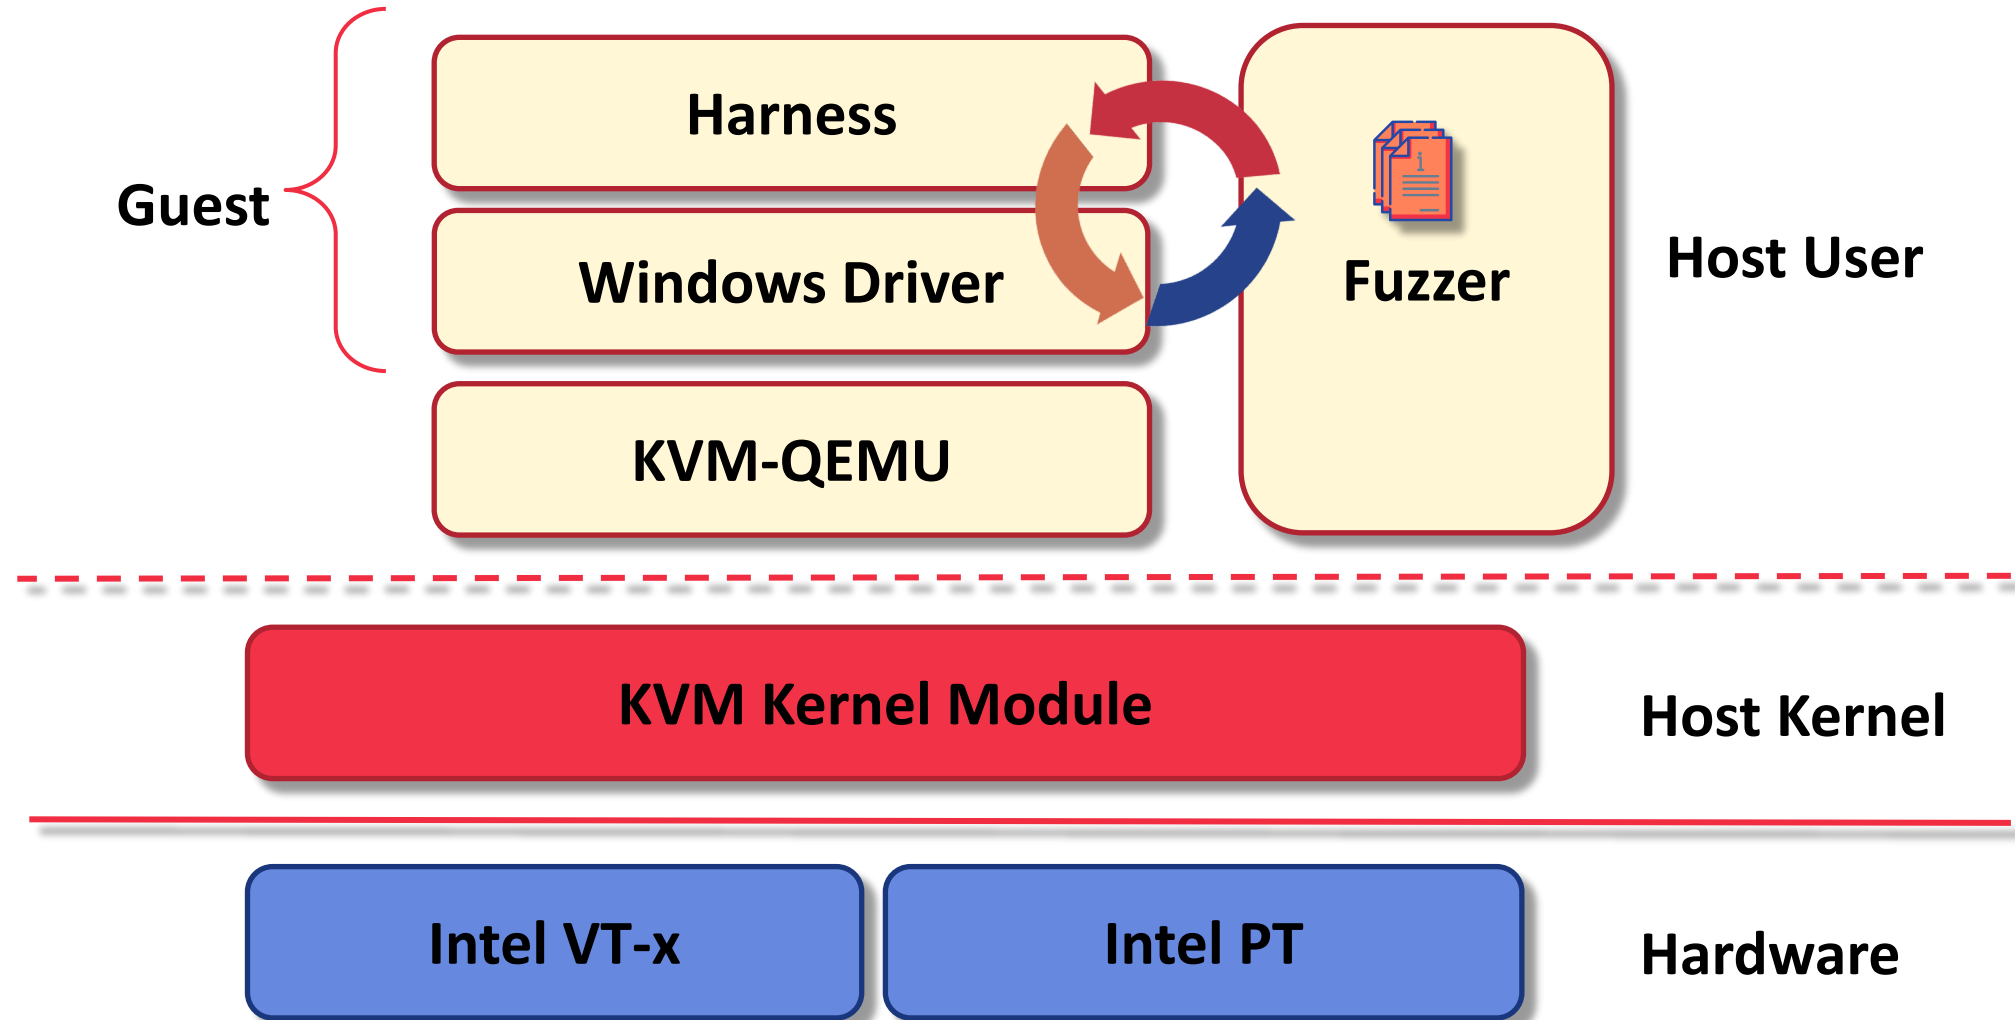 Harness
Guest
Windows Driver
i
Fuzzer
Host User
KVM-QEMU
KVM Kernel Module
Host Kernel
Intel VT-x
Intel PT
Hardware